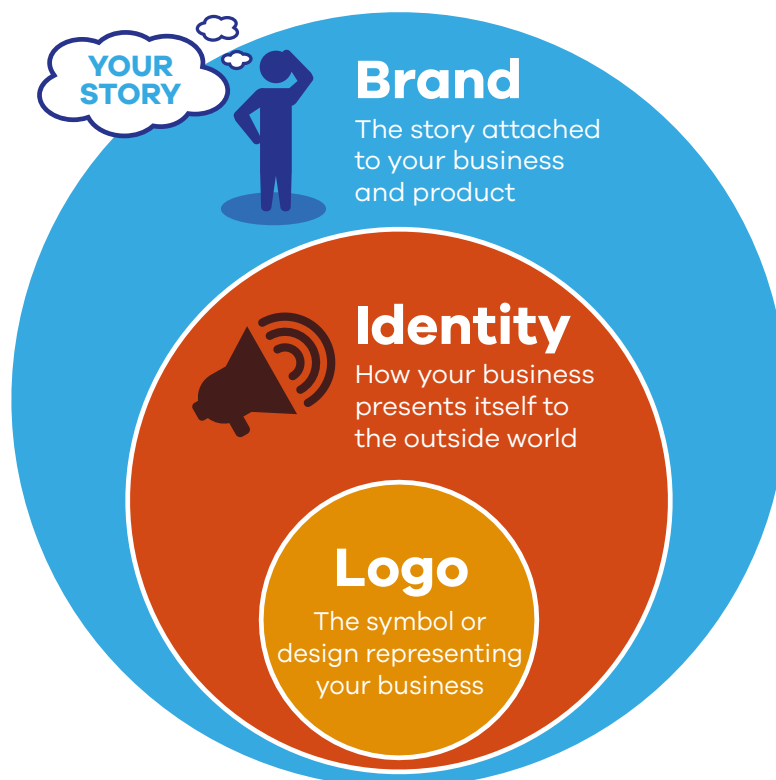 YOUR
STORY
Brand
The story attached
to your business
and product
Identity
How your business
presents itself to
the outside world
Logo
The symbol or
design representing
your business